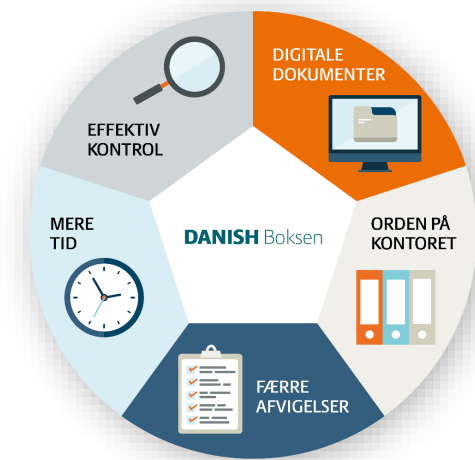 DIGITALE
DOKUMENTER
EFFEKTIV
KONTROL
MERE
TID
DANISH Boksen
ORDEN PÅ
KONTORET
FÆRRE
AFVIGELSER